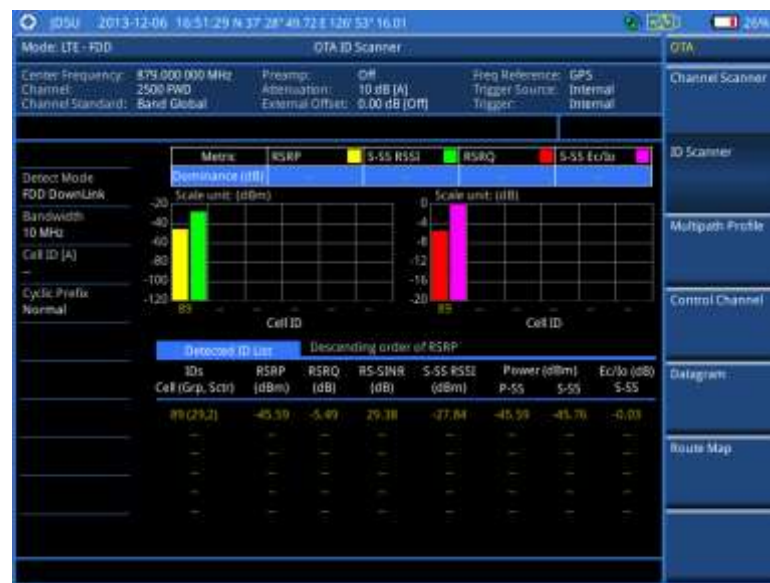 JDSU 2013-12-06 16:51:29 N 37° 28' 49.72 E 126° 53' 16.01 26%
Mode: LTE - FDD OTA ID Scanner OTA
Center Frequency: 879.000 000 MHz Preamp: Off Freq Reference: GPS
Channel: 2500 FWD Attenuation: 10 dB [A] Trigger Source: Internal
Channel Standard: Band Global External Offset: 0.00 dB [Off] Trigger: Internal
Channel Scanner
ID Scanner
Multipath Profile
Control Channel
Datagram
Route Map
Detect Mode
FDD DownLink
Bandwidth
10 MHz
Cell ID [A]
--
Cyclic Prefix
Normal
Metric RSRP S-SS RSSI RSRQ S-SS Ec/Io
Dominance (dB)
Scale unit: (dBm)
-20
-40
-60
-80
-100
-120
89
Cell ID
Scale unit: (dB)
0
-4
-8
-12
-16
-20
89
Cell ID
Detected ID List Descending order of RSRP
IDs RSRP RSRQ RS-SINR S-SS RSSI Power (dBm) Ec/Io (dB)
Cell (Grp, Sctr) (dBm) (dB) (dB) (dBm) P-SS S-SS S-SS
89 (29,2) -45.59 -5.49 29.38 -27.84 -45.59 -45.76 -0.03